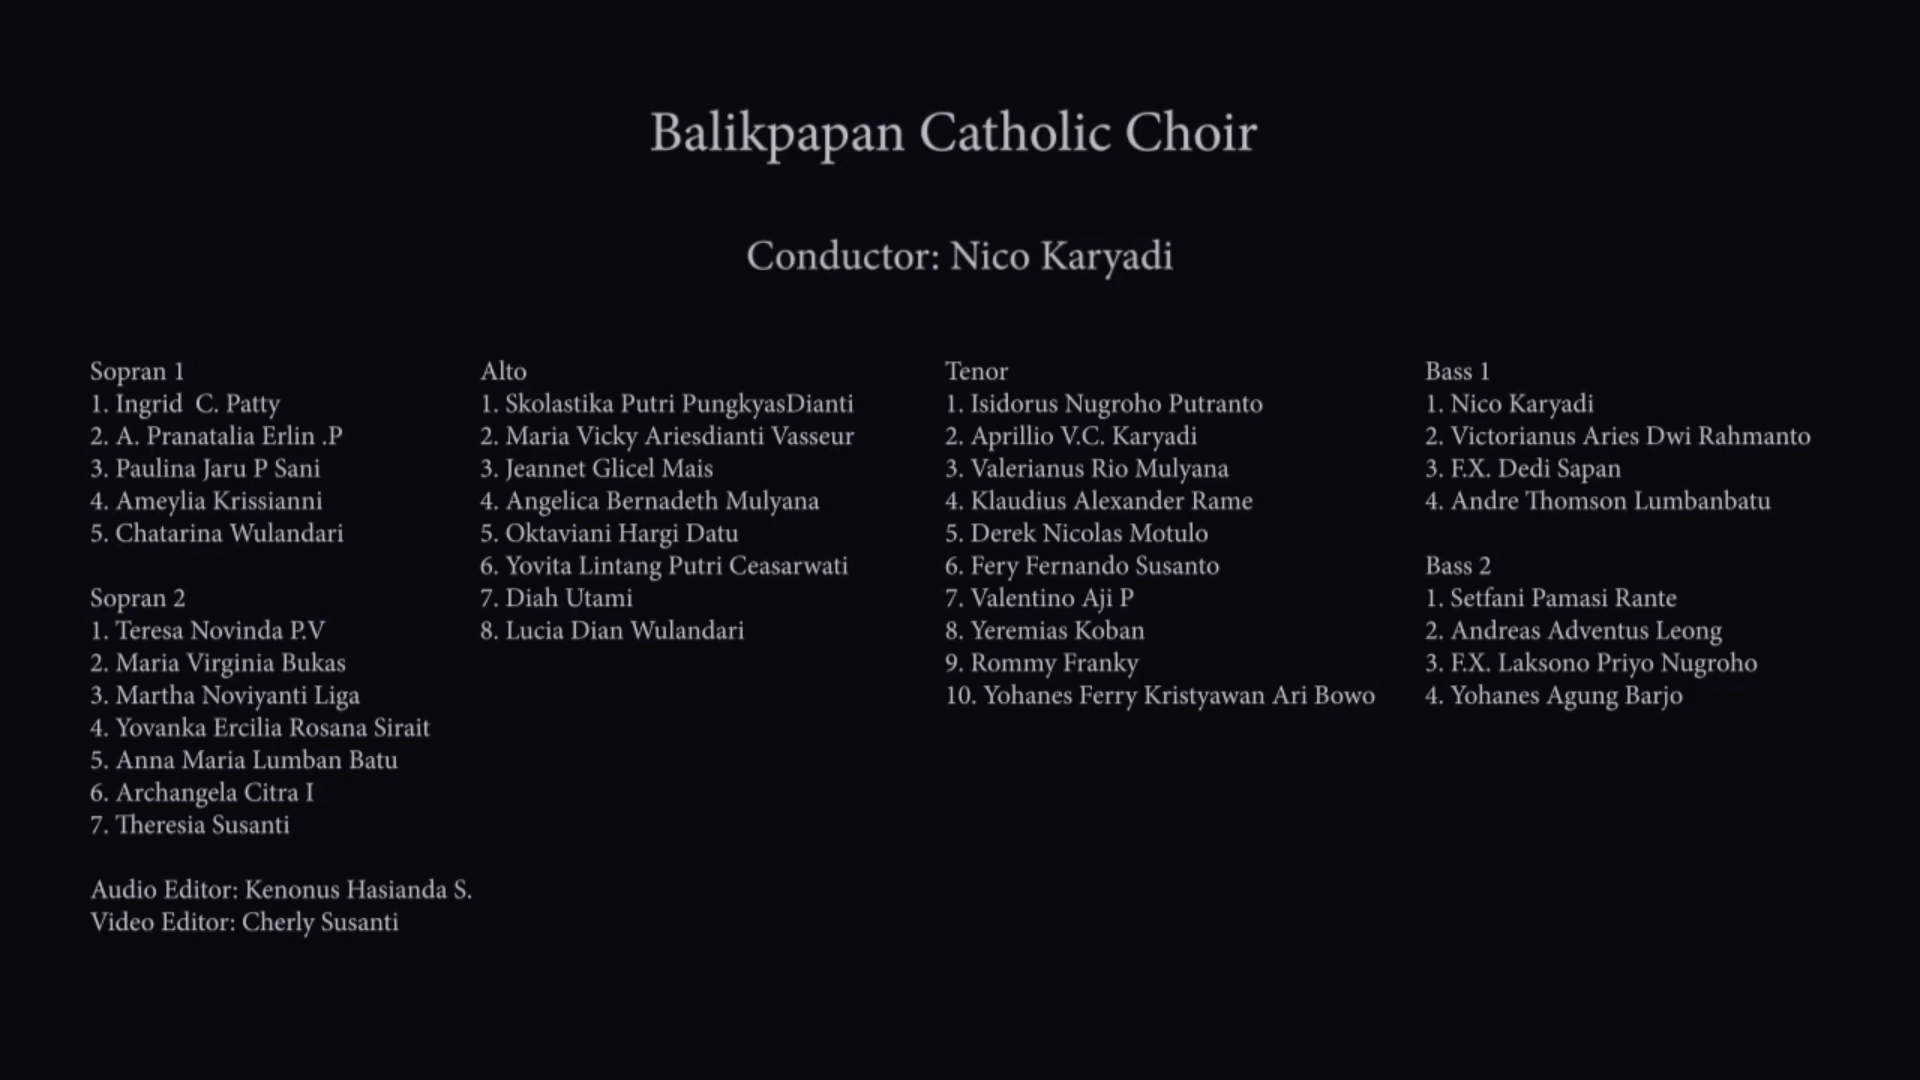 Balikpapan Catholic Choir
Conductor: Nico Karyadi
Sopran 1
1. Ingrid  C. Patty
2. A. Pranatalia Erlin .P
3. Paulina Jaru P Sani
4. Ameylia Krissianni
5. Chatarina Wulandari
Sopran 2
1. Teresa Novinda P.V
2. Maria Virginia Bukas
3. Martha Noviyanti Liga
4. Yovanka Ercilia Rosana Sirait
5. Anna Maria Lumban Batu
6. Archangela Citra I
7. Theresia Susanti
Audio Editor: Kenonus Hasianda S.
Video Editor: Cherly Susanti
Alto
1. Skolastika Putri PungkyasDianti
2. Maria Vicky Ariesdianti Vasseur
3. Jeannet Glicel Mais
4. Angelica Bernadeth Mulyana
5. Oktaviani Hargi Datu
6. Yovita Lintang Putri Ceasarwati
7. Diah Utami
8. Lucia Dian Wulandari
Tenor
1. Isidorus Nugroho Putranto
2. Aprillio V.C. Karyadi
3. Valerianus Rio Mulyana
4. Klaudius Alexander Rame
5. Derek Nicolas Motulo
6. Fery Fernando Susanto
7. Valentino Aji P
8. Yeremias Koban
9. Rommy Franky
10. Yohanes Ferry Kristyawan Ari Bowo
Bass 1
1. Nico Karyadi
2. Victorianus Aries Dwi Rahmanto
3. F.X. Dedi Sapan
4. Andre Thomson Lumbanbatu
Bass 2
1. Setfani Pamasi Rante
2. Andreas Adventus Leong
3. F.X. Laksono Priyo Nugroho
4. Yohanes Agung Barjo